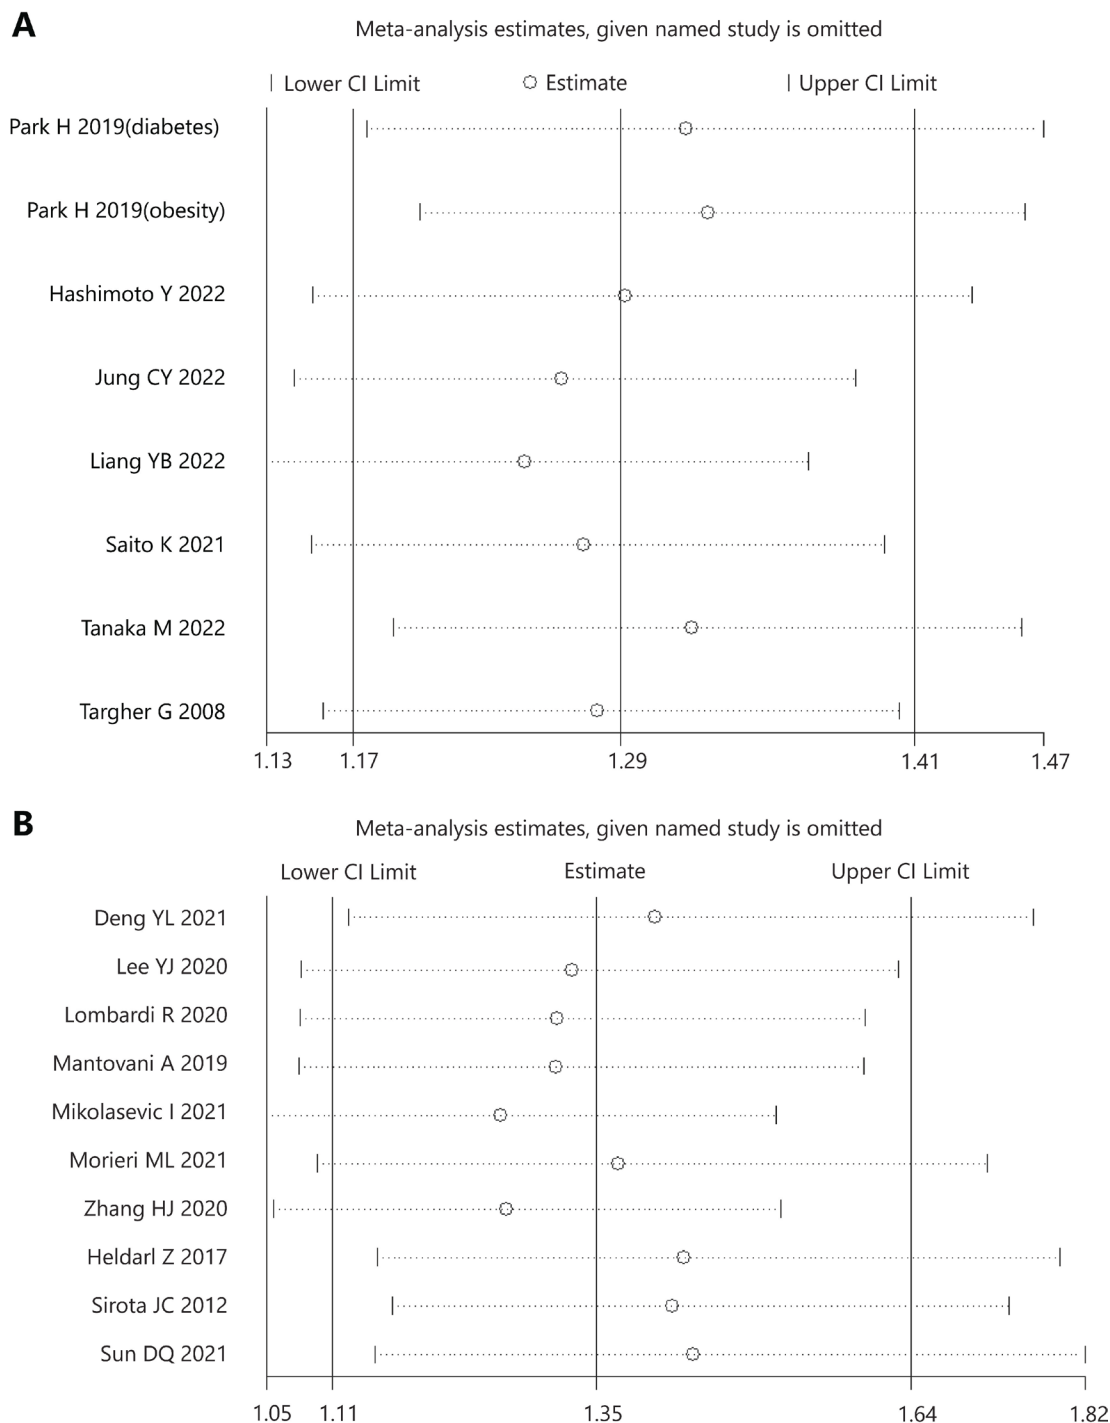 A
Meta-analysis estimates, given named study is omitted
Lower CI Limit Estimate Upper CI Limit
Park H 2019(diabetes)
Park H 2019(obesity)
Hashimoto Y 2022
Jung CY 2022
Liang YB 2022
Saito K 2021
Tanaka M 2022
Targher G 2008
1.13 1.17 1.29 1.41 1.47
B
Meta-analysis estimates, given named study is omitted
Lower CI Limit Estimate Upper CI Limit
Deng YL 2021
Lee YJ 2020
Lombardi R 2020
Mantovani A 2019
Mikolasevic I 2021
Morieri ML 2021
Zhang HJ 2020
Heldarl Z 2017
Sirota JC 2012
Sun DQ 2021
1.05 1.11 1.35 1.64 1.82